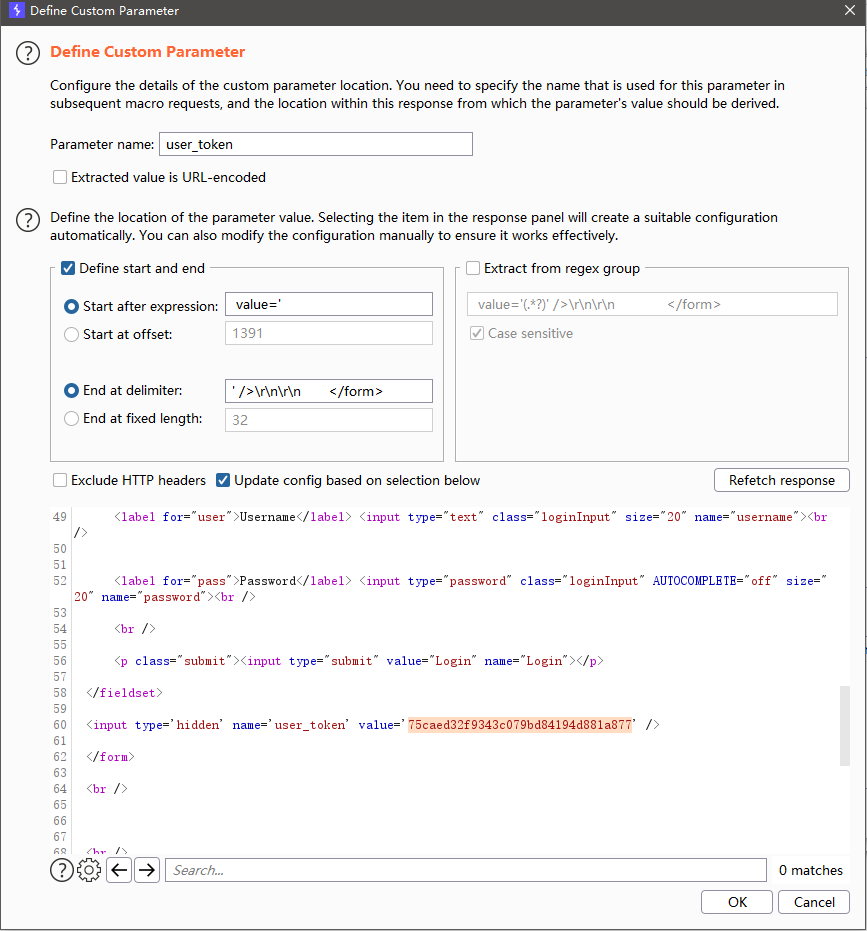 Define Custom Parameter
Define Custom Parameter
Configure the details of the custom parameter location. You need to specify the name that is used for this parameter in
subsequent macro requests, and the location within this response from which the parameter's value should be derived.
Parameter name: user_token
Extracted value is URL-encoded
Define the location of the parameter value. Selecting the item in the response panel will create a suitable configuration
automatically. You can also modify the configuration manually to ensure it works effectively.
Define start and end
Start after expression: value='
Start at offset: 1391
End at delimiter: ' />\r\n\r\n </form>
End at fixed length: 32
Extract from regex group
value='(.*?)' />\r\n\r\n </form>
Case sensitive
Exclude HTTP headers Update config based on selection below Refetch response
49 <label for="user">Username</label> <input type="text" class="loginInput" size="20" name="username"><br
/>
50
51
52 <label for="pass">Password</label> <input type="password" class="loginInput" AUTOCOMPLETE="off" size="
20" name="password"><br />
53
54 <br />
55
56 <p class="submit"><input type="submit" value="Login" name="Login"></p>
57
58 </fieldset>
59
60 <input type='hidden' name='user_token' value='75caed32f9343c079bd84194d881a877' />
61
62 </form>
63
64 <br />
65
66
67
68 <br />
Search... 0 matches
OK Cancel